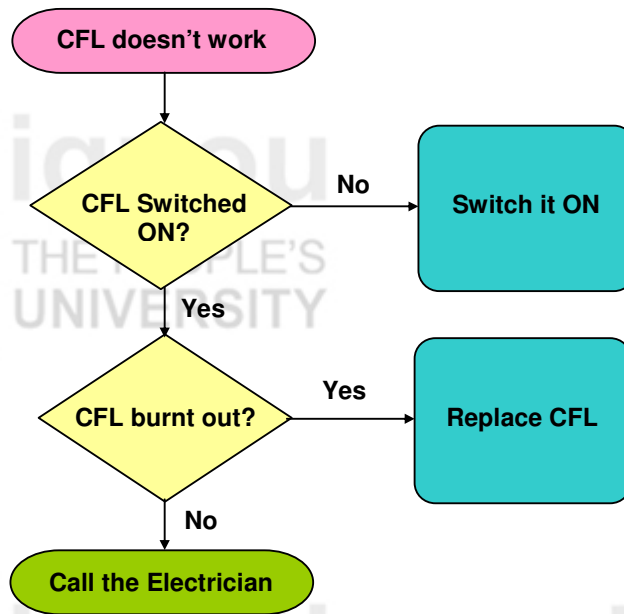 CFL doesn't work
ignou
CFL Switched
ON?
No
Switch it ON
THE PEOPLE'S
UNIVERSITY
Yes
CFL burnt out?
Yes
Replace CFL
No
Call the Electrician